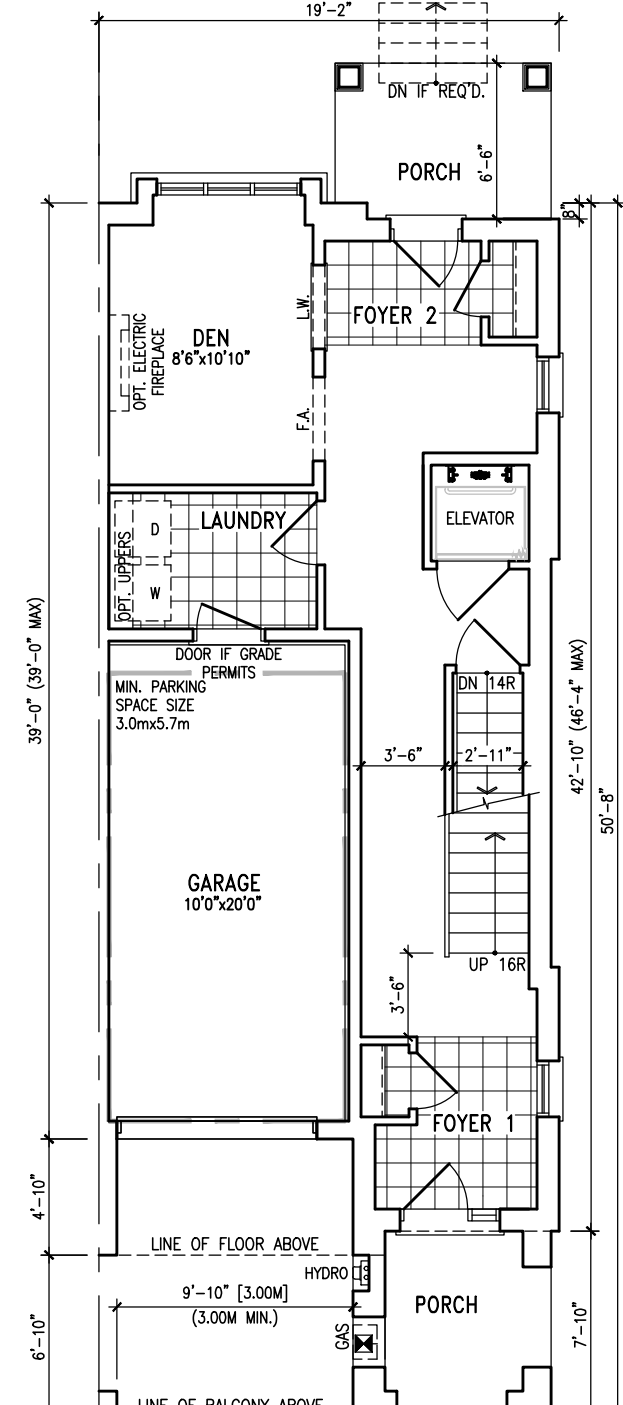 19'-2"
DN IF REQ'D.
PORCH
6'-6"
8"
L.W.
FOYER 2
DEN
8'6"x10'10"
OPT. ELECTRIC
FIREPLACE
F.A.
LAUNDRY
D
W
OPT. UPPERS
ELEVATOR
DOOR IF GRADE
PERMITS
MIN. PARKING
SPACE SIZE
3.0mx5.7m
DN 14R
39'-0" (39'-0" MAX)
42'-10" (46'-4" MAX)
50'-8"
3'-6"
2'-11"
GARAGE
10'0"x20'0"
UP 16R
3'-6"
FOYER 1
4'-10"
LINE OF FLOOR ABOVE
HYDRO
9'-10" [3.00M]
(3.00M MIN.)
PORCH
GAS
6'-10"
7'-10"
LINE OF BALCONY ABOVE